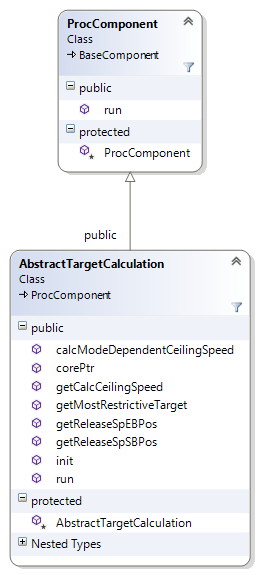 ProcComponent
Class
BaseComponent
public
run
protected
ProcComponent
public
AbstractTargetCalculation
Class
ProcComponent
public
calcModeDependentCeilingSpeed
corePtr
getCalcCeilingSpeed
getMostRestrictiveTarget
getReleaseSpEBPos
getReleaseSpSBPos
init
run
protected
AbstractTargetCalculation
Nested Types